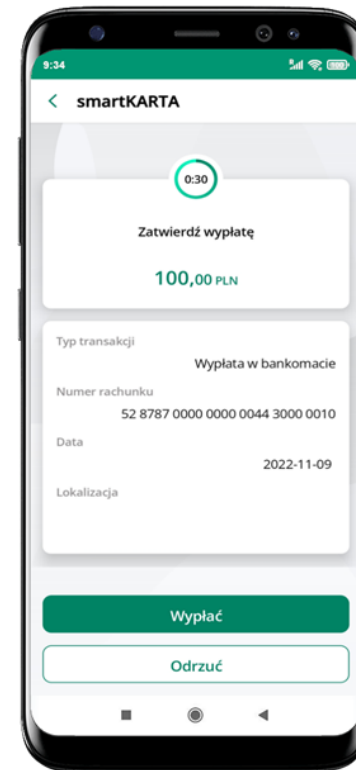 9:34
smartKARTA
0:30
Zatwierdź wypłatę
100,00 PLN
Typ transakcji
Wypłata w bankomacie
Numer rachunku
52 8787 0000 0000 0044 3000 0010
Data
2022-11-09
Lokalizacja
Wypłać
Odrzuć